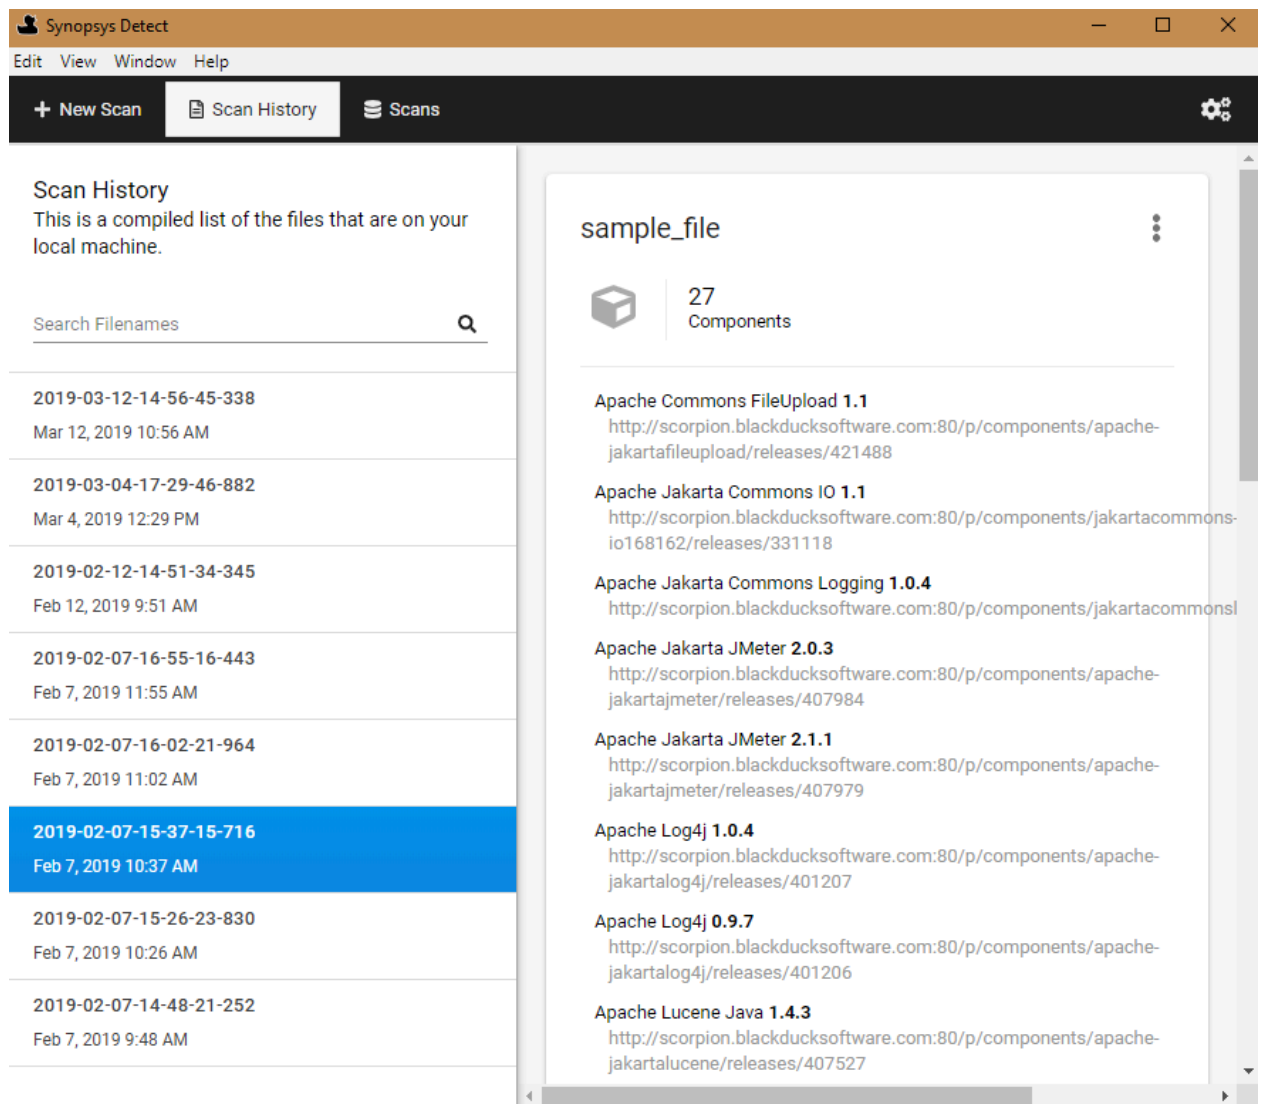 Synopsys Detect
Edit View Window Help
New Scan Scan History Scans
Scan History
This is a compiled list of the files that are on your
local machine.
Search Filenames
2019-03-12-14-56-45-338
Mar 12, 2019 10:56 AM
2019-03-04-17-29-46-882
Mar 4, 2019 12:29 PM
2019-02-12-14-51-34-345
Feb 12, 2019 9:51 AM
2019-02-07-16-55-16-443
Feb 7, 2019 11:55 AM
2019-02-07-16-02-21-964
Feb 7, 2019 11:02 AM
2019-02-07-15-37-15-716
Feb 7, 2019 10:37 AM
2019-02-07-15-26-23-830
Feb 7, 2019 10:26 AM
2019-02-07-14-48-21-252
Feb 7, 2019 9:48 AM
sample_file
27
Components
Apache Commons FileUpload 1.1
http://scorpion.blackducksoftware.com:80/p/components/apache-
jakartafileupload/releases/421488
Apache Jakarta Commons IO 1.1
http://scorpion.blackducksoftware.com:80/p/components/jakartacommons-
io168162/releases/331118
Apache Jakarta Commons Logging 1.0.4
http://scorpion.blackducksoftware.com:80/p/components/jakartacommonsl
Apache Jakarta JMeter 2.0.3
http://scorpion.blackducksoftware.com:80/p/components/apache-
jakartajmeter/releases/407984
Apache Jakarta JMeter 2.1.1
http://scorpion.blackducksoftware.com:80/p/components/apache-
jakartajmeter/releases/407979
Apache Log4j 1.0.4
http://scorpion.blackducksoftware.com:80/p/components/apache-
jakartalog4j/releases/401207
Apache Log4j 0.9.7
http://scorpion.blackducksoftware.com:80/p/components/apache-
jakartalog4j/releases/401206
Apache Lucene Java 1.4.3
http://scorpion.blackducksoftware.com:80/p/components/apache-
jakartalucene/releases/407527